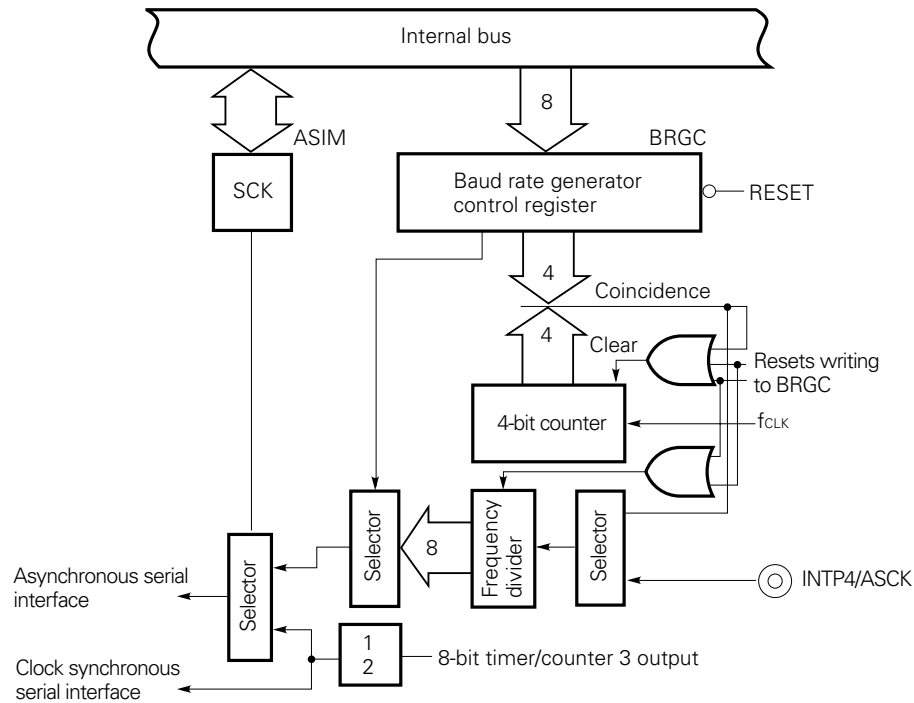 Internal bus
8
ASIM
BRGC
SCK
Baud rate generator
control register
RESET
4
Coincidence
4
Clear
Resets writing
to BRGC
4-bit counter
fCLK
Selector
8
Frequency
divider
Selector
Selector
INTP4/ASCK
Asynchronous serial
interface
1
2
8-bit timer/counter 3 output
Clock synchronous
serial interface